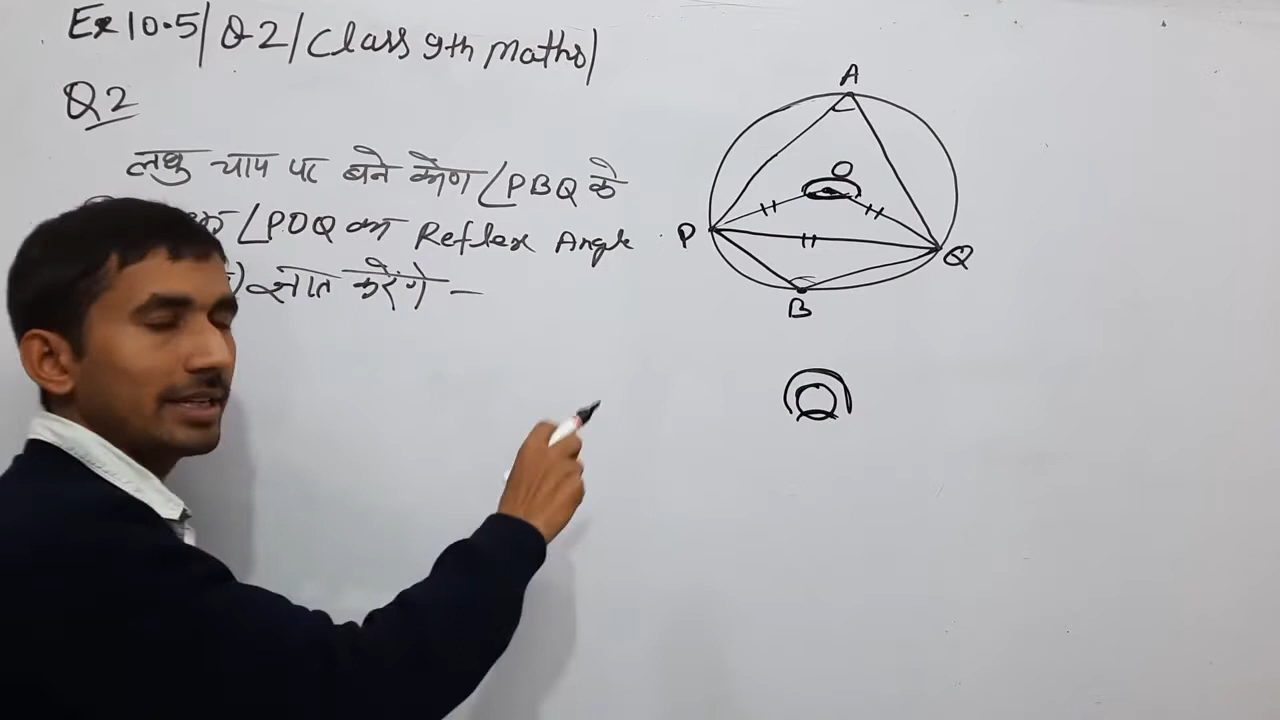 Ex 10.5/ Q2/ Class 9th Maths/
Q2
लघु चाप पर बने कोण ∠PBQ के
∠POQ का Reflex Angle
ज्ञात करेंगे –
A
O
P
Q
B